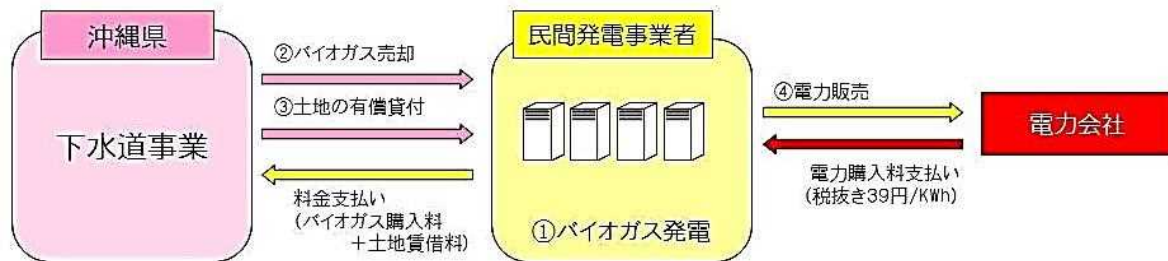 沖縄県
下水道事業
②バイオガス売却
③土地の有償貸付
料金支払い
(バイオガス購入料
＋土地賃借料)
民間発電事業者
①バイオガス発電
④電力販売
電力購入料支払い
(税抜き39円/KWh)
電力会社